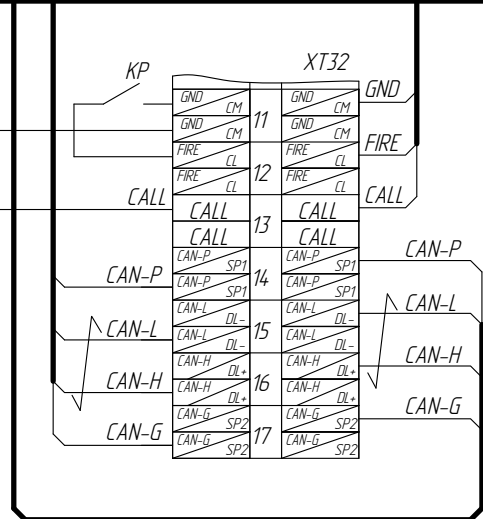 KP XT32
GND CM 11 GND CM GND
GND CM GND CM
FIRE CL 12 FIRE CL FIRE
FIRE CL FIRE CL
CALL CALL 13 CALL CALL
CALL CALL
CAN-P SP1 14 CAN-P SP1 CAN-P
CAN-P CAN-P SP1 CAN-P SP1
CAN-L DL- 15 CAN-L DL- CAN-L
CAN-L CAN-L DL- CAN-L DL-
CAN-H DL+ 16 CAN-H DL+ CAN-H
CAN-H CAN-H DL+ CAN-H DL+
CAN-G SP2 17 CAN-G SP2 CAN-G
CAN-G CAN-G SP2 CAN-G SP2